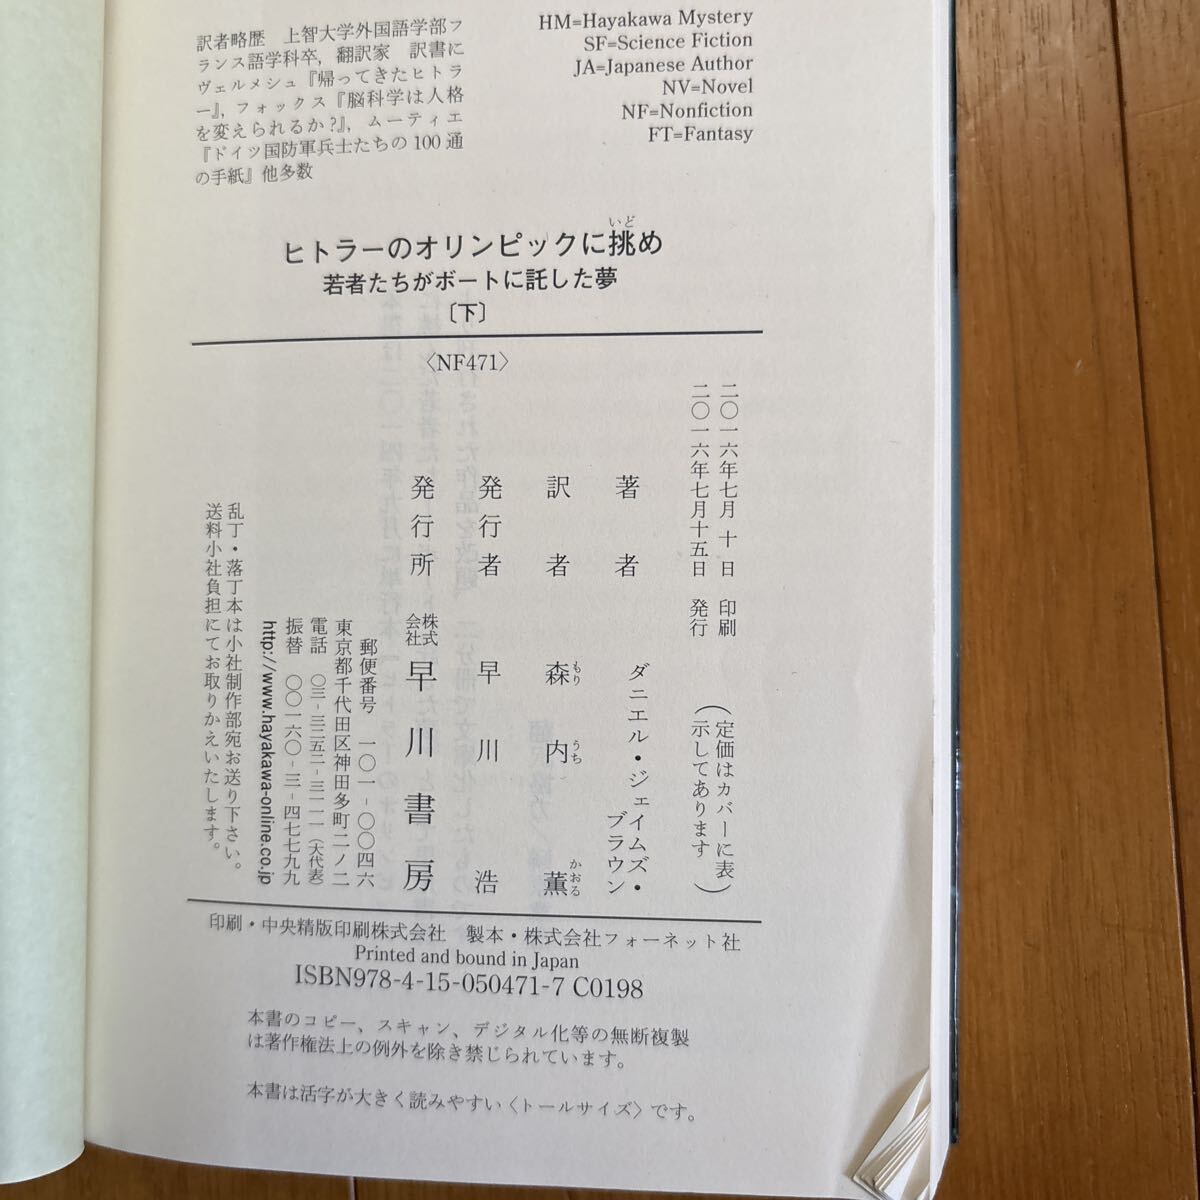 訳者略歴　上智大学外国語学部フ
ランス語学科卒，翻訳家　訳書に
ヴェルメシュ『帰ってきたヒトラ
ー』，フォックス『脳科学は人格
を変えられるか？』，ムーティエ
『ドイツ国防軍兵士たちの100通
の手紙』他多数
HM=Hayakawa Mystery
SF=Science Fiction
JA=Japanese Author
NV=Novel
NF=Nonfiction
FT=Fantasy
いど
ヒトラーのオリンピックに挑め
若者たちがボートに託した夢
〔下〕
〈NF471〉
二〇一六年七月　十　日　印刷
二〇一六年七月十五日　発行
（定価はカバーに表
示してあります）
著者　ダニエル・ジェイムズ・
ブラウン
訳者　森内　薫
もり　うち　かおる
発行者　早川　浩
発行所　株式会社　早川書房
郵便番号　一〇一‐〇〇四六
東京都千代田区神田多町二ノ二
電話　〇三‐三二五二‐三一一一（大代表）
振替　〇〇一六〇‐三‐四七七九九
http://www.hayakawa-online.co.jp
乱丁・落丁本は小社制作部宛お送り下さい。
送料小社負担にてお取りかえいたします。
印刷・中央精版印刷株式会社　製本・株式会社フォーネット社
Printed and bound in Japan
ISBN978-4-15-050471-7 C0198
本書のコピー、スキャン、デジタル化等の無断複製
は著作権法上の例外を除き禁じられています。
本書は活字が大きく読みやすい〈トールサイズ〉です。